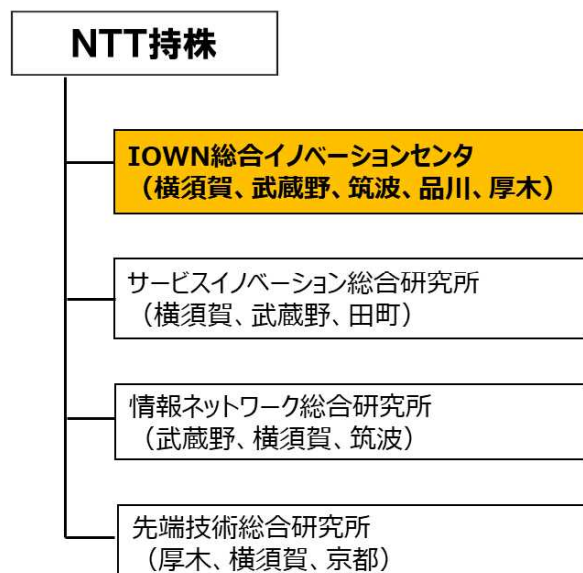 NTT持株
IOWN総合イノベーションセンタ
（横須賀、武蔵野、筑波、品川、厚木）
サービスイノベーション総合研究所
（横須賀、武蔵野、田町）
情報ネットワーク総合研究所
（武蔵野、横須賀、筑波）
先端技術総合研究所
（厚木、横須賀、京都）